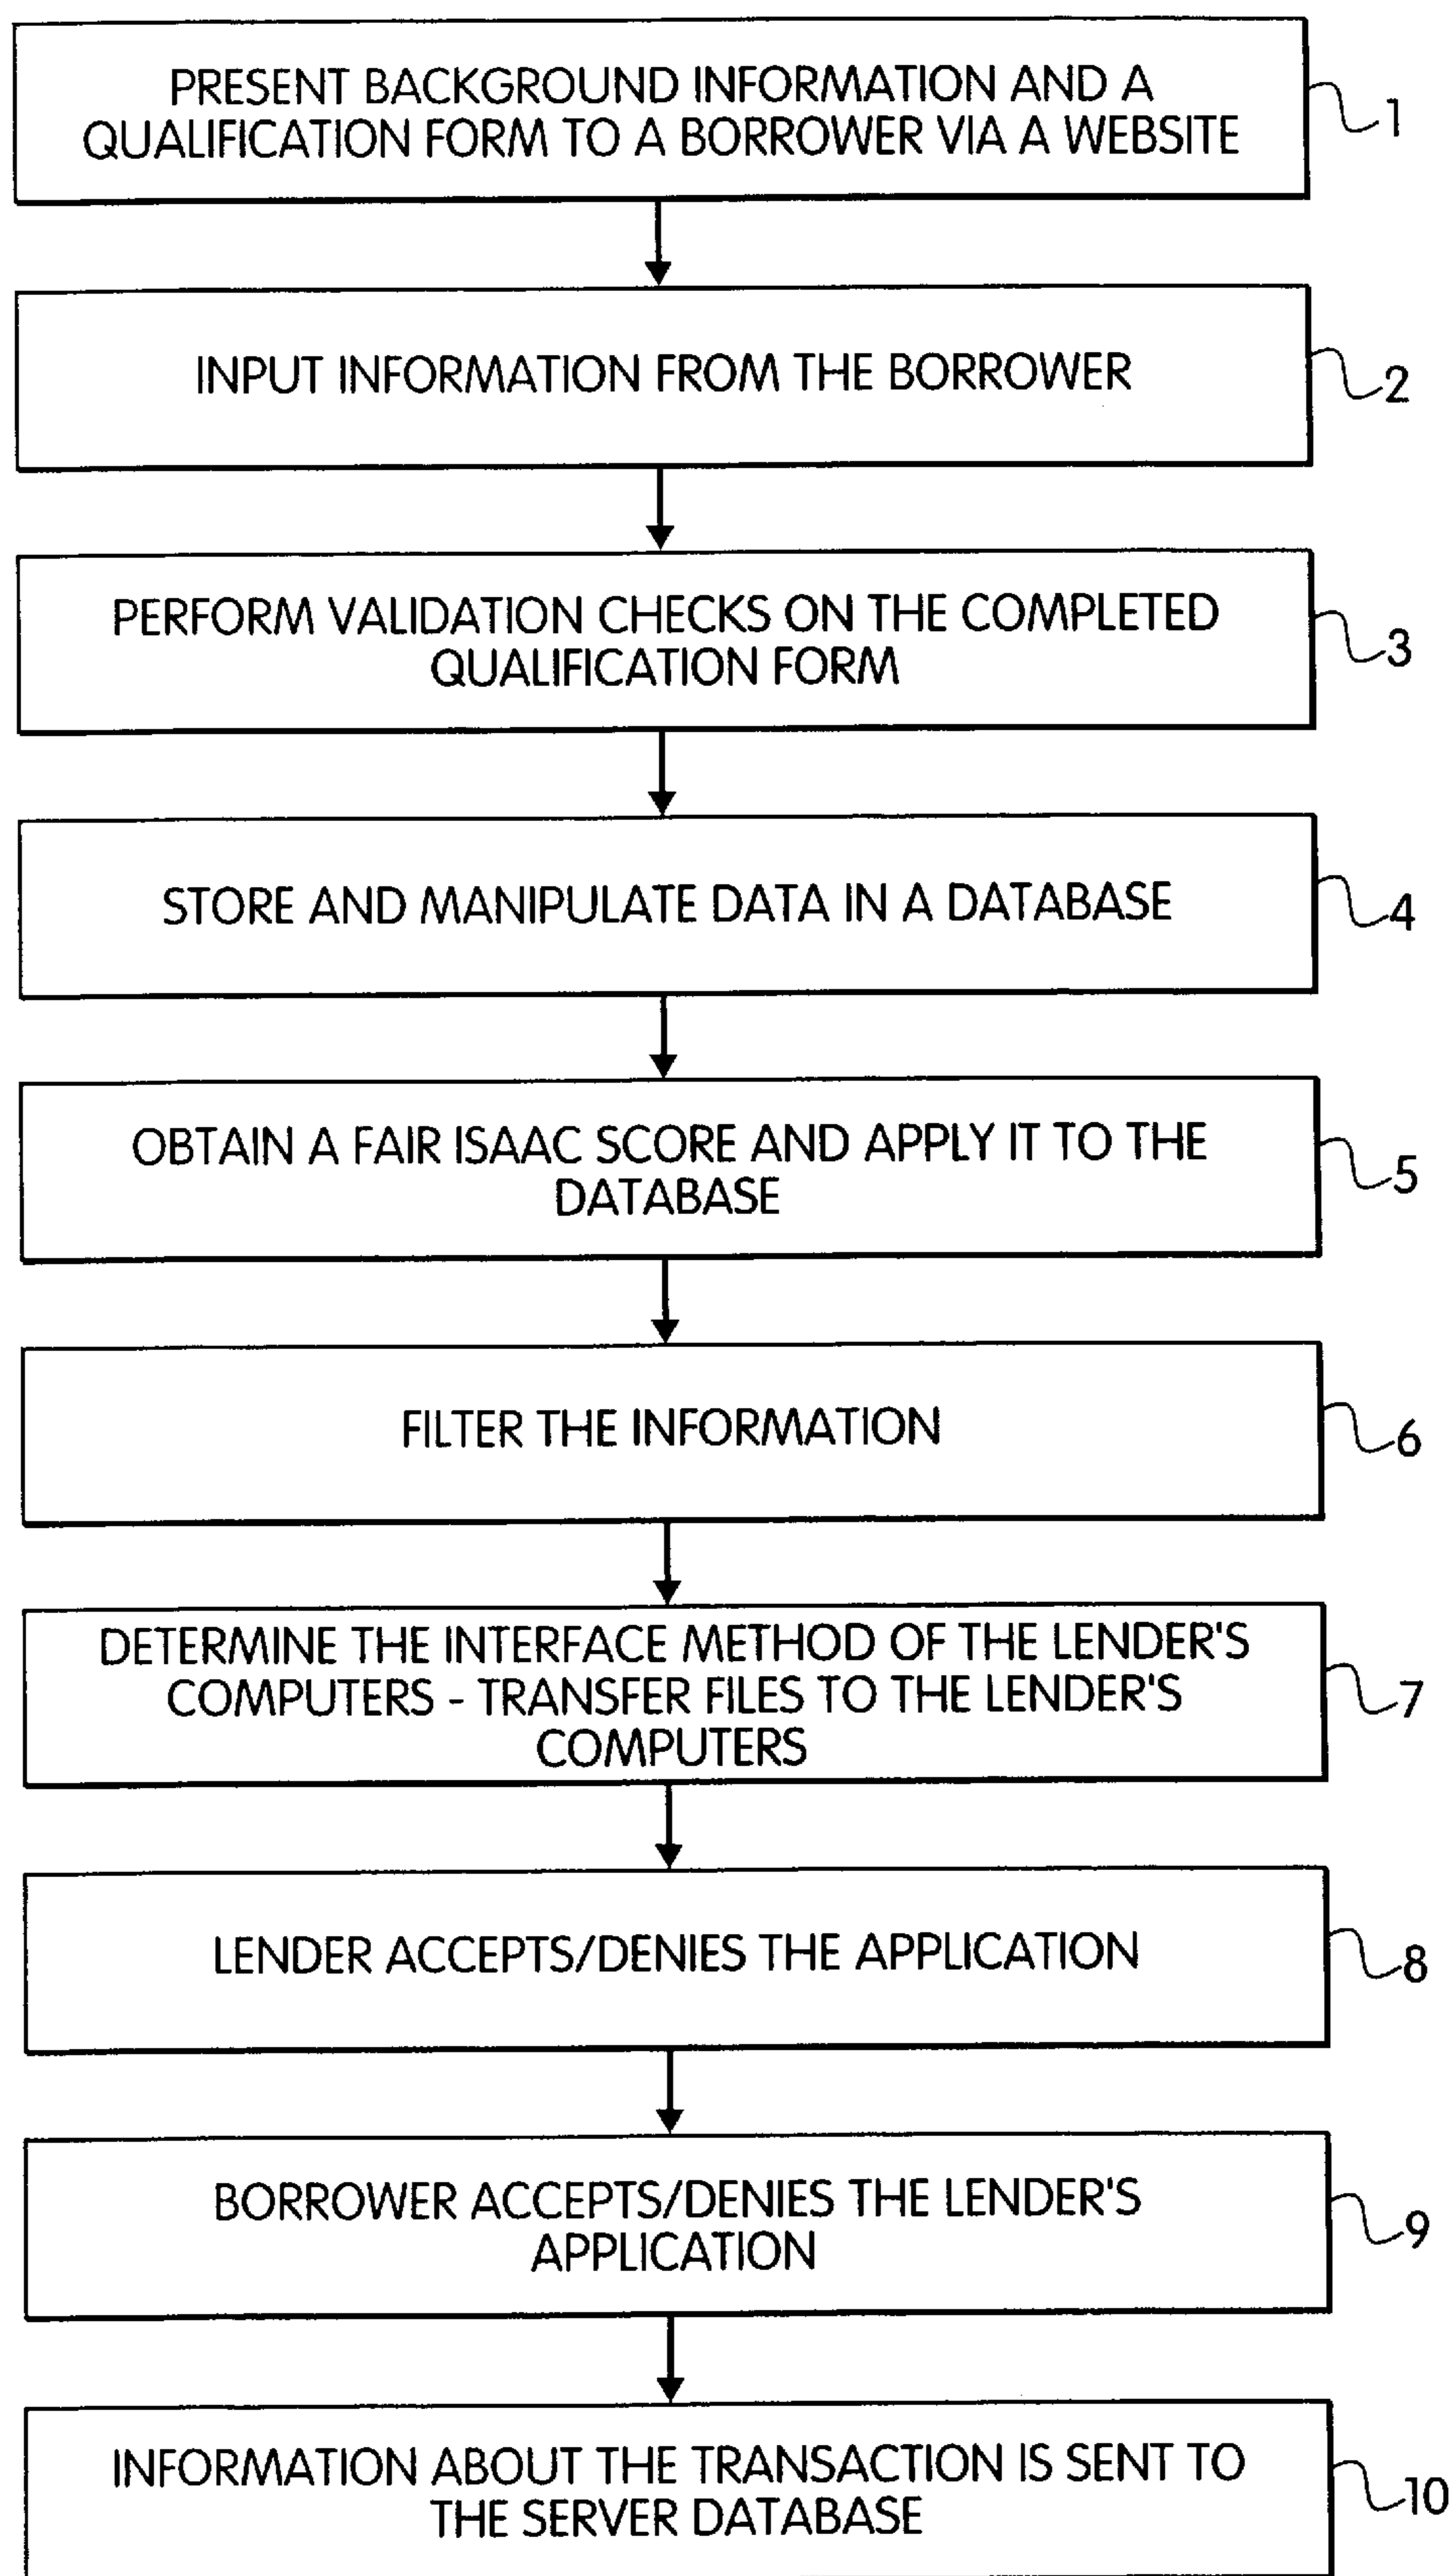 PRESENT BACKGROUND INFORMATION AND A
QUALIFICATION FORM TO A BORROWER VIA A WEBSITE
1
INPUT INFORMATION FROM THE BORROWER
2
PERFORM VALIDATION CHECKS ON THE COMPLETED
QUALIFICATION FORM
3
STORE AND MANIPULATE DATA IN A DATABASE
4
OBTAIN A FAIR ISAAC SCORE AND APPLY IT TO THE
DATABASE
5
FILTER THE INFORMATION
6
DETERMINE THE INTERFACE METHOD OF THE LENDER'S
COMPUTERS - TRANSFER FILES TO THE LENDER'S
COMPUTERS
7
LENDER ACCEPTS/DENIES THE APPLICATION
8
BORROWER ACCEPTS/DENIES THE LENDER'S
APPLICATION
9
INFORMATION ABOUT THE TRANSACTION IS SENT TO
THE SERVER DATABASE
10